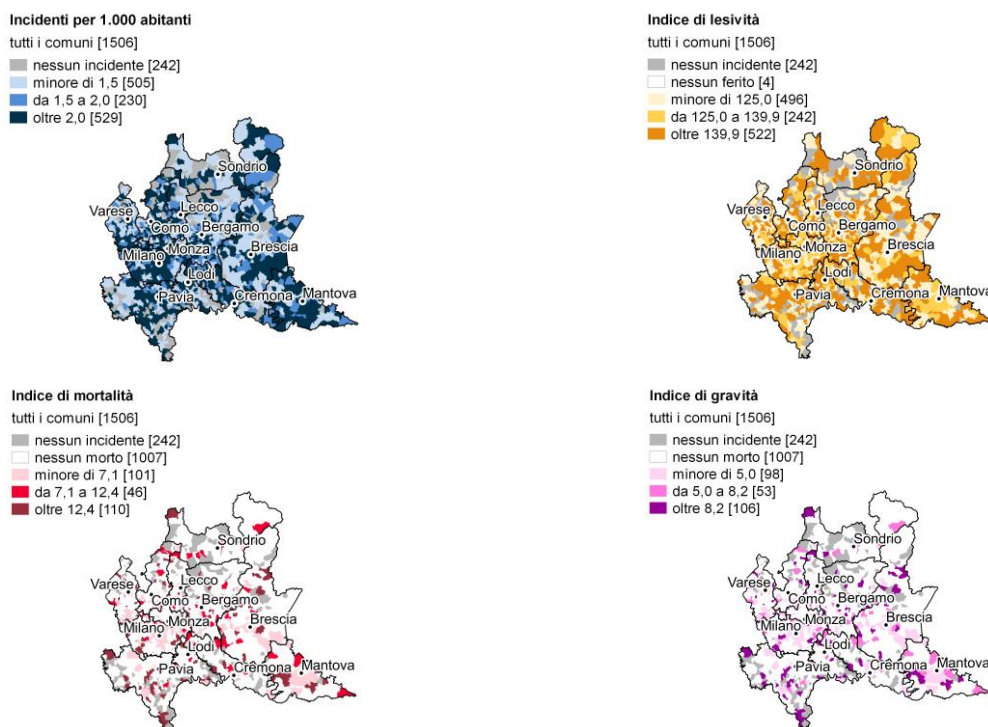 Incidenti per 1.000 abitanti
tutti i comuni [1506]
nessun incidente [242]
minore di 1,5 [505]
da 1,5 a 2,0 [230]
oltre 2,0 [529]
Sondrio
Lecco
Varese
Como
Bergamo
Monza
Brescia
Milano
Lodi
Pavia
Cremona
Mantova
Indice di lesività
tutti i comuni [1506]
nessun incidente [242]
nessun ferito [4]
minore di 125,0 [496]
da 125,0 a 139,9 [242]
oltre 139,9 [522]
Sondrio
Lecco
Varese
Como
Bergamo
Monza
Brescia
Milano
Lodi
Pavia
Cremona
Mantova
Indice di mortalità
tutti i comuni [1506]
nessun incidente [242]
nessun morto [1007]
minore di 7,1 [101]
da 7,1 a 12,4 [46]
oltre 12,4 [110]
Sondrio
Lecco
Varese
Como
Bergamo
Monza
Brescia
Milano
Lodi
Pavia
Cremona
Mantova
Indice di gravità
tutti i comuni [1506]
nessun incidente [242]
nessun morto [1007]
minore di 5,0 [98]
da 5,0 a 8,2 [53]
oltre 8,2 [106]
Sondrio
Lecco
Varese
Como
Bergamo
Monza
Brescia
Milano
Lodi
Pavia
Cremona
Mantova